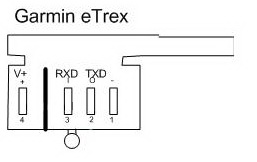 Garmin eTrex
V+ RXD TXD
+ I O -
4 3 2 1